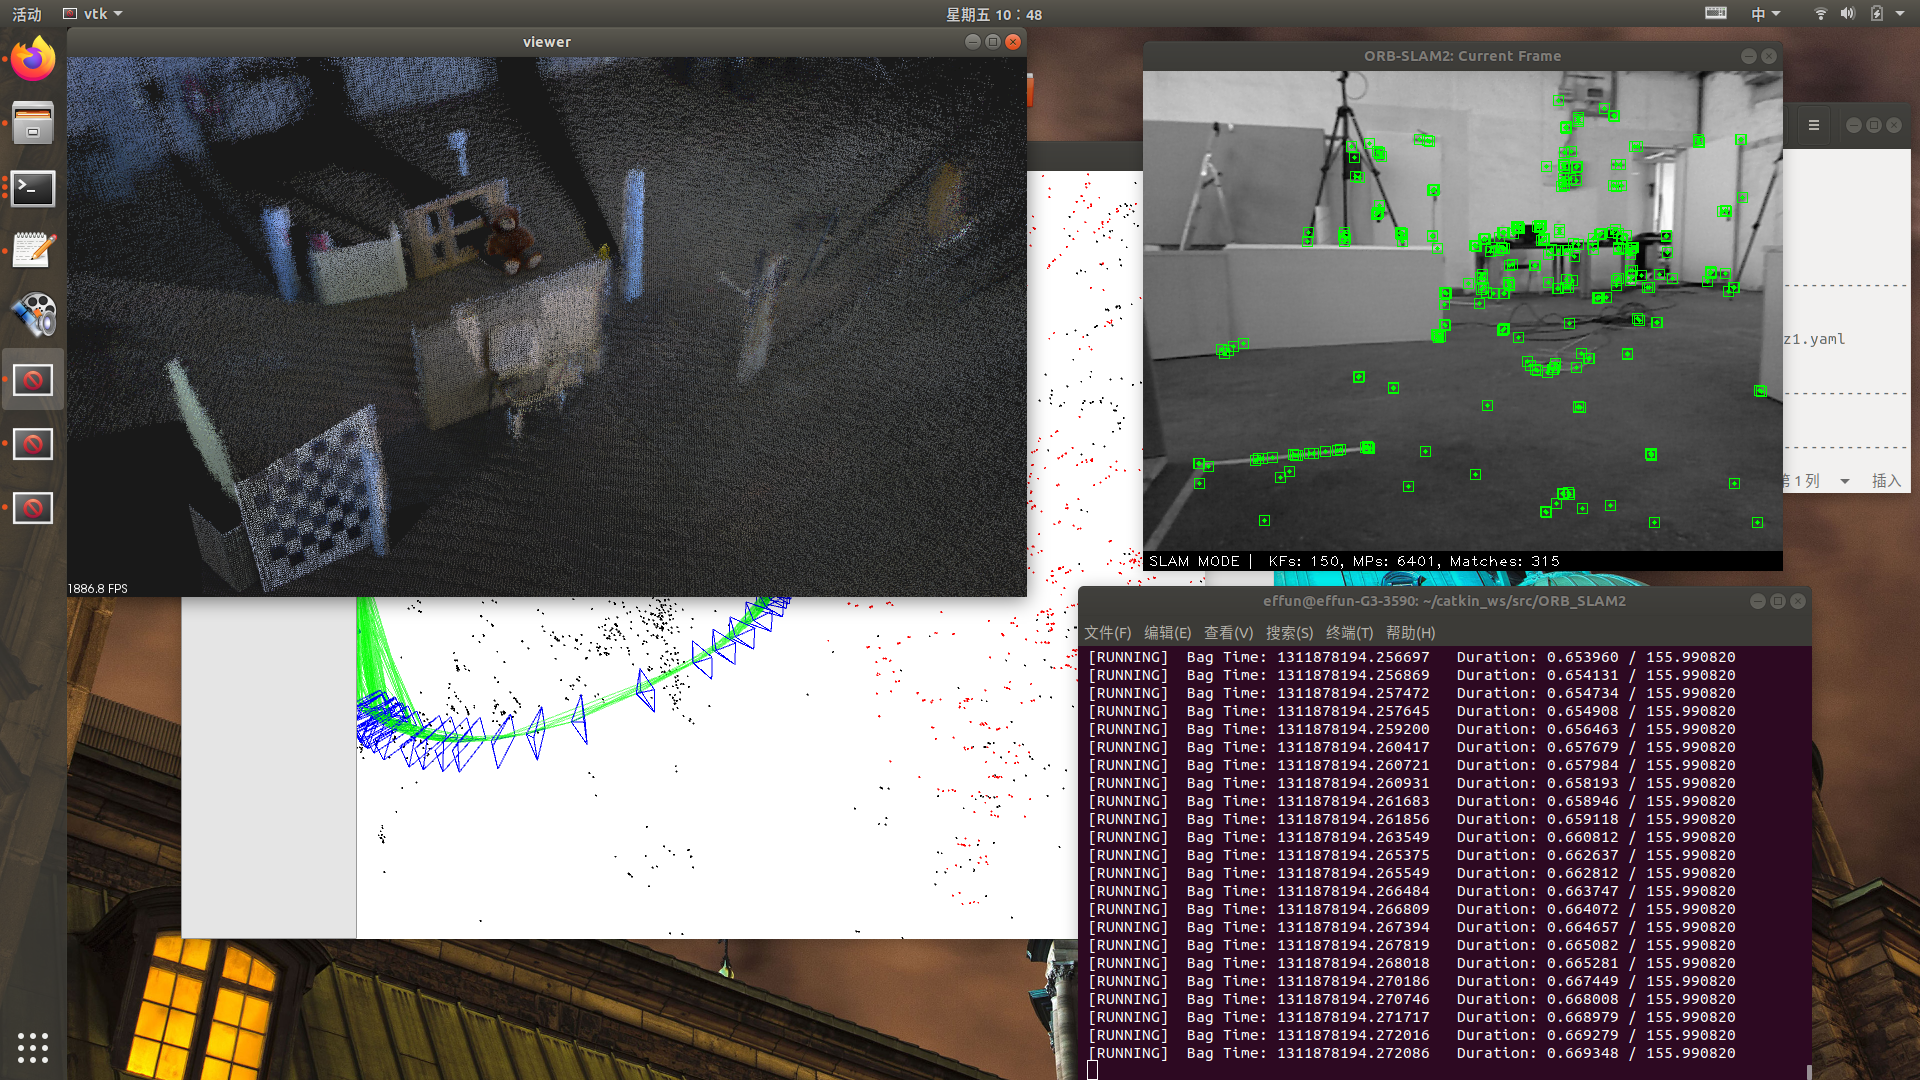 活动
vtk
星期五 10：48
中
viewer
1886.8 FPS
ORB-SLAM2: Current Frame
SLAM MODE |  KFs: 150, MPs: 6401, Matches: 315
z1.yaml
第 1 列
插入
effun@effun-G3-3590: ~/catkin_ws/src/ORB_SLAM2
文件(F) 编辑(E) 查看(V) 搜索(S) 终端(T) 帮助(H)
[RUNNING]  Bag Time: 1311878194.256697   Duration: 0.653960 / 155.990820
[RUNNING]  Bag Time: 1311878194.256869   Duration: 0.654131 / 155.990820
[RUNNING]  Bag Time: 1311878194.257472   Duration: 0.654734 / 155.990820
[RUNNING]  Bag Time: 1311878194.257645   Duration: 0.654908 / 155.990820
[RUNNING]  Bag Time: 1311878194.259200   Duration: 0.656463 / 155.990820
[RUNNING]  Bag Time: 1311878194.260417   Duration: 0.657679 / 155.990820
[RUNNING]  Bag Time: 1311878194.260721   Duration: 0.657984 / 155.990820
[RUNNING]  Bag Time: 1311878194.260931   Duration: 0.658193 / 155.990820
[RUNNING]  Bag Time: 1311878194.261683   Duration: 0.658946 / 155.990820
[RUNNING]  Bag Time: 1311878194.261856   Duration: 0.659118 / 155.990820
[RUNNING]  Bag Time: 1311878194.263549   Duration: 0.660812 / 155.990820
[RUNNING]  Bag Time: 1311878194.265375   Duration: 0.662637 / 155.990820
[RUNNING]  Bag Time: 1311878194.265549   Duration: 0.662812 / 155.990820
[RUNNING]  Bag Time: 1311878194.266484   Duration: 0.663747 / 155.990820
[RUNNING]  Bag Time: 1311878194.266809   Duration: 0.664072 / 155.990820
[RUNNING]  Bag Time: 1311878194.267394   Duration: 0.664657 / 155.990820
[RUNNING]  Bag Time: 1311878194.267819   Duration: 0.665082 / 155.990820
[RUNNING]  Bag Time: 1311878194.268018   Duration: 0.665281 / 155.990820
[RUNNING]  Bag Time: 1311878194.270186   Duration: 0.667449 / 155.990820
[RUNNING]  Bag Time: 1311878194.270746   Duration: 0.668008 / 155.990820
[RUNNING]  Bag Time: 1311878194.271717   Duration: 0.668979 / 155.990820
[RUNNING]  Bag Time: 1311878194.272016   Duration: 0.669279 / 155.990820
[RUNNING]  Bag Time: 1311878194.272086   Duration: 0.669348 / 155.990820